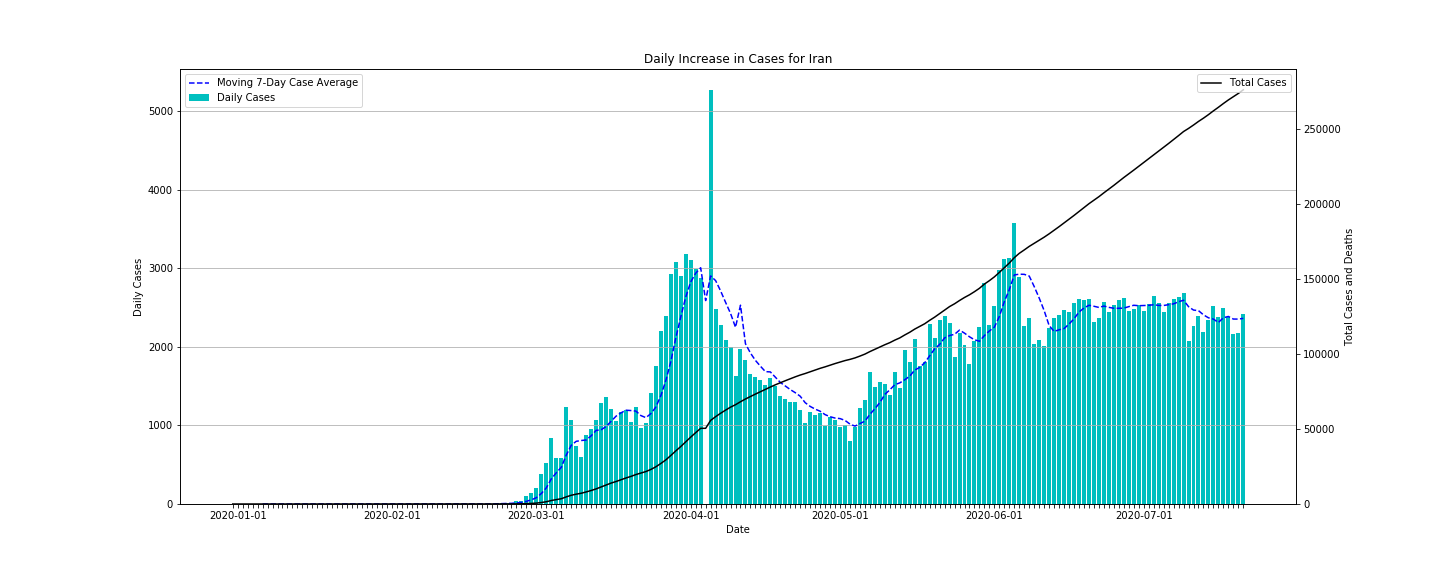 Daily Increase in Cases for Iran
Moving 7-Day Case Average
Daily Cases
Total Cases
5000
4000
3000
2000
1000
0
Daily Cases
250000
200000
150000
100000
50000
0
Total Cases and Deaths
2020-01-01
2020-02-01
2020-03-01
2020-04-01
2020-05-01
2020-06-01
2020-07-01
Date